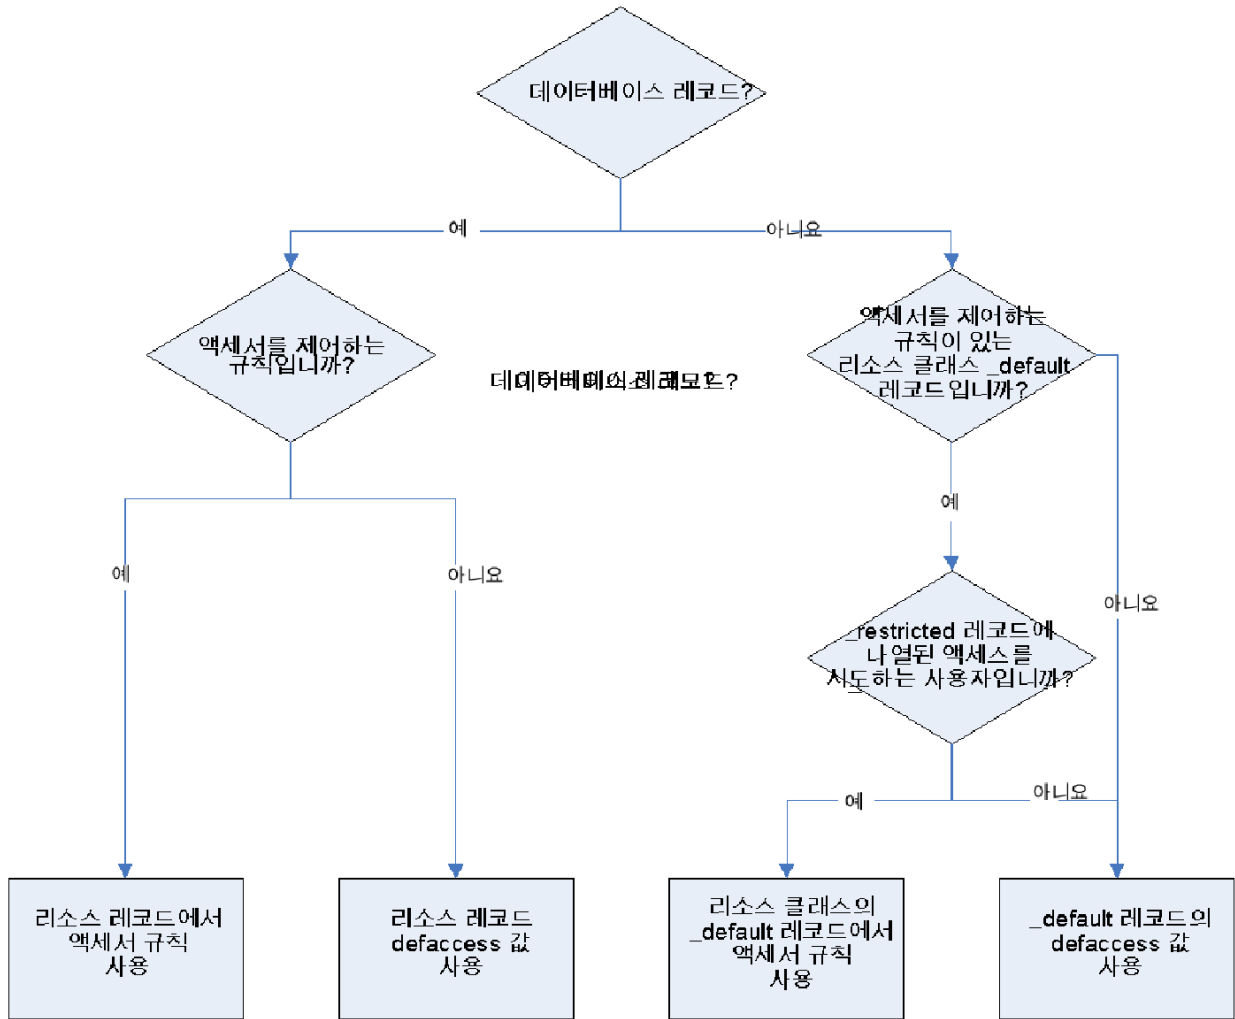 데이터베이스 레코드?
예
아니요
액세서를 제어하는
규칙입니까?
액세서를 제어하는
규칙이 있는
리소스 클래스 _default
레코드입니까?
예
예
아니요
아니요
_restricted 레코드에
나열된 액세스를
시도하는 사용자입니까?
예
아니요
리소스 레코드에서
액세서 규칙
사용
리소스 레코드
defaccess 값
사용
리소스 클래스의
_default 레코드에서
액세서 규칙
사용
_default 레코드의
defaccess 값
사용